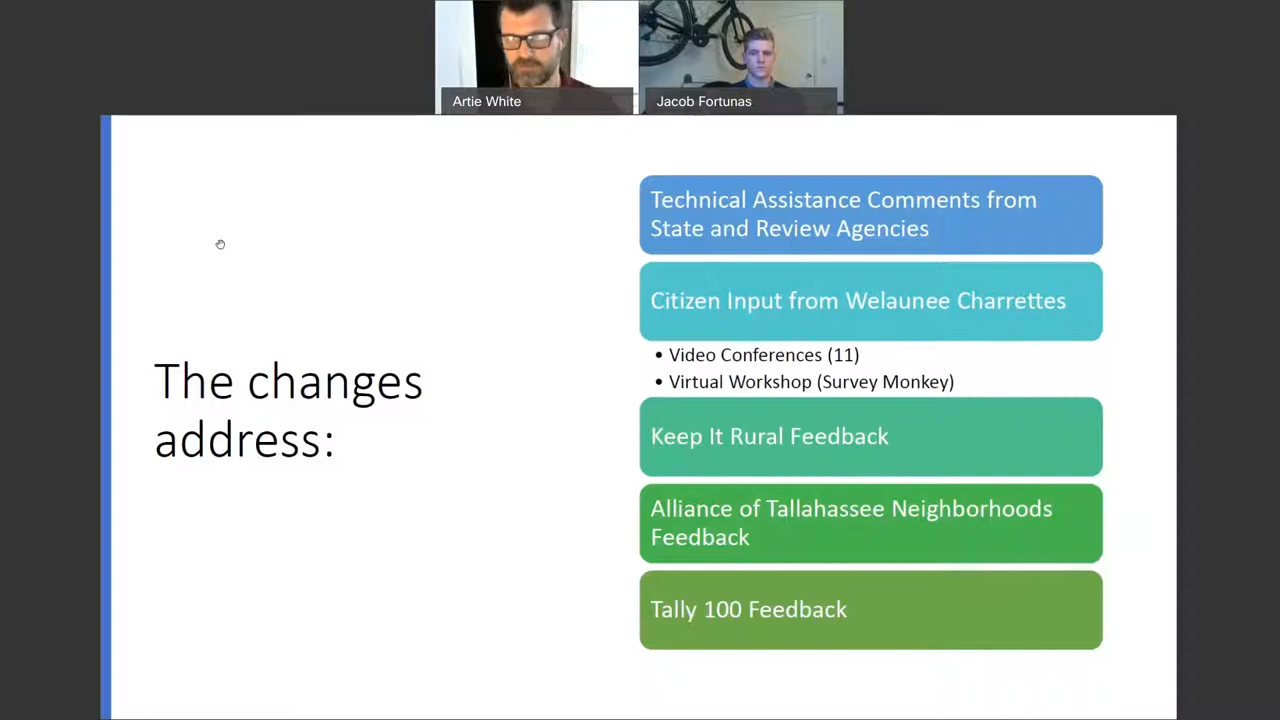 Artie White
Jacob Fortunas
The changes
address:
Technical Assistance Comments from
State and Review Agencies
Citizen Input from Welaunee Charrettes
• Video Conferences (11)
• Virtual Workshop (Survey Monkey)
Keep It Rural Feedback
Alliance of Tallahassee Neighborhoods
Feedback
Tally 100 Feedback